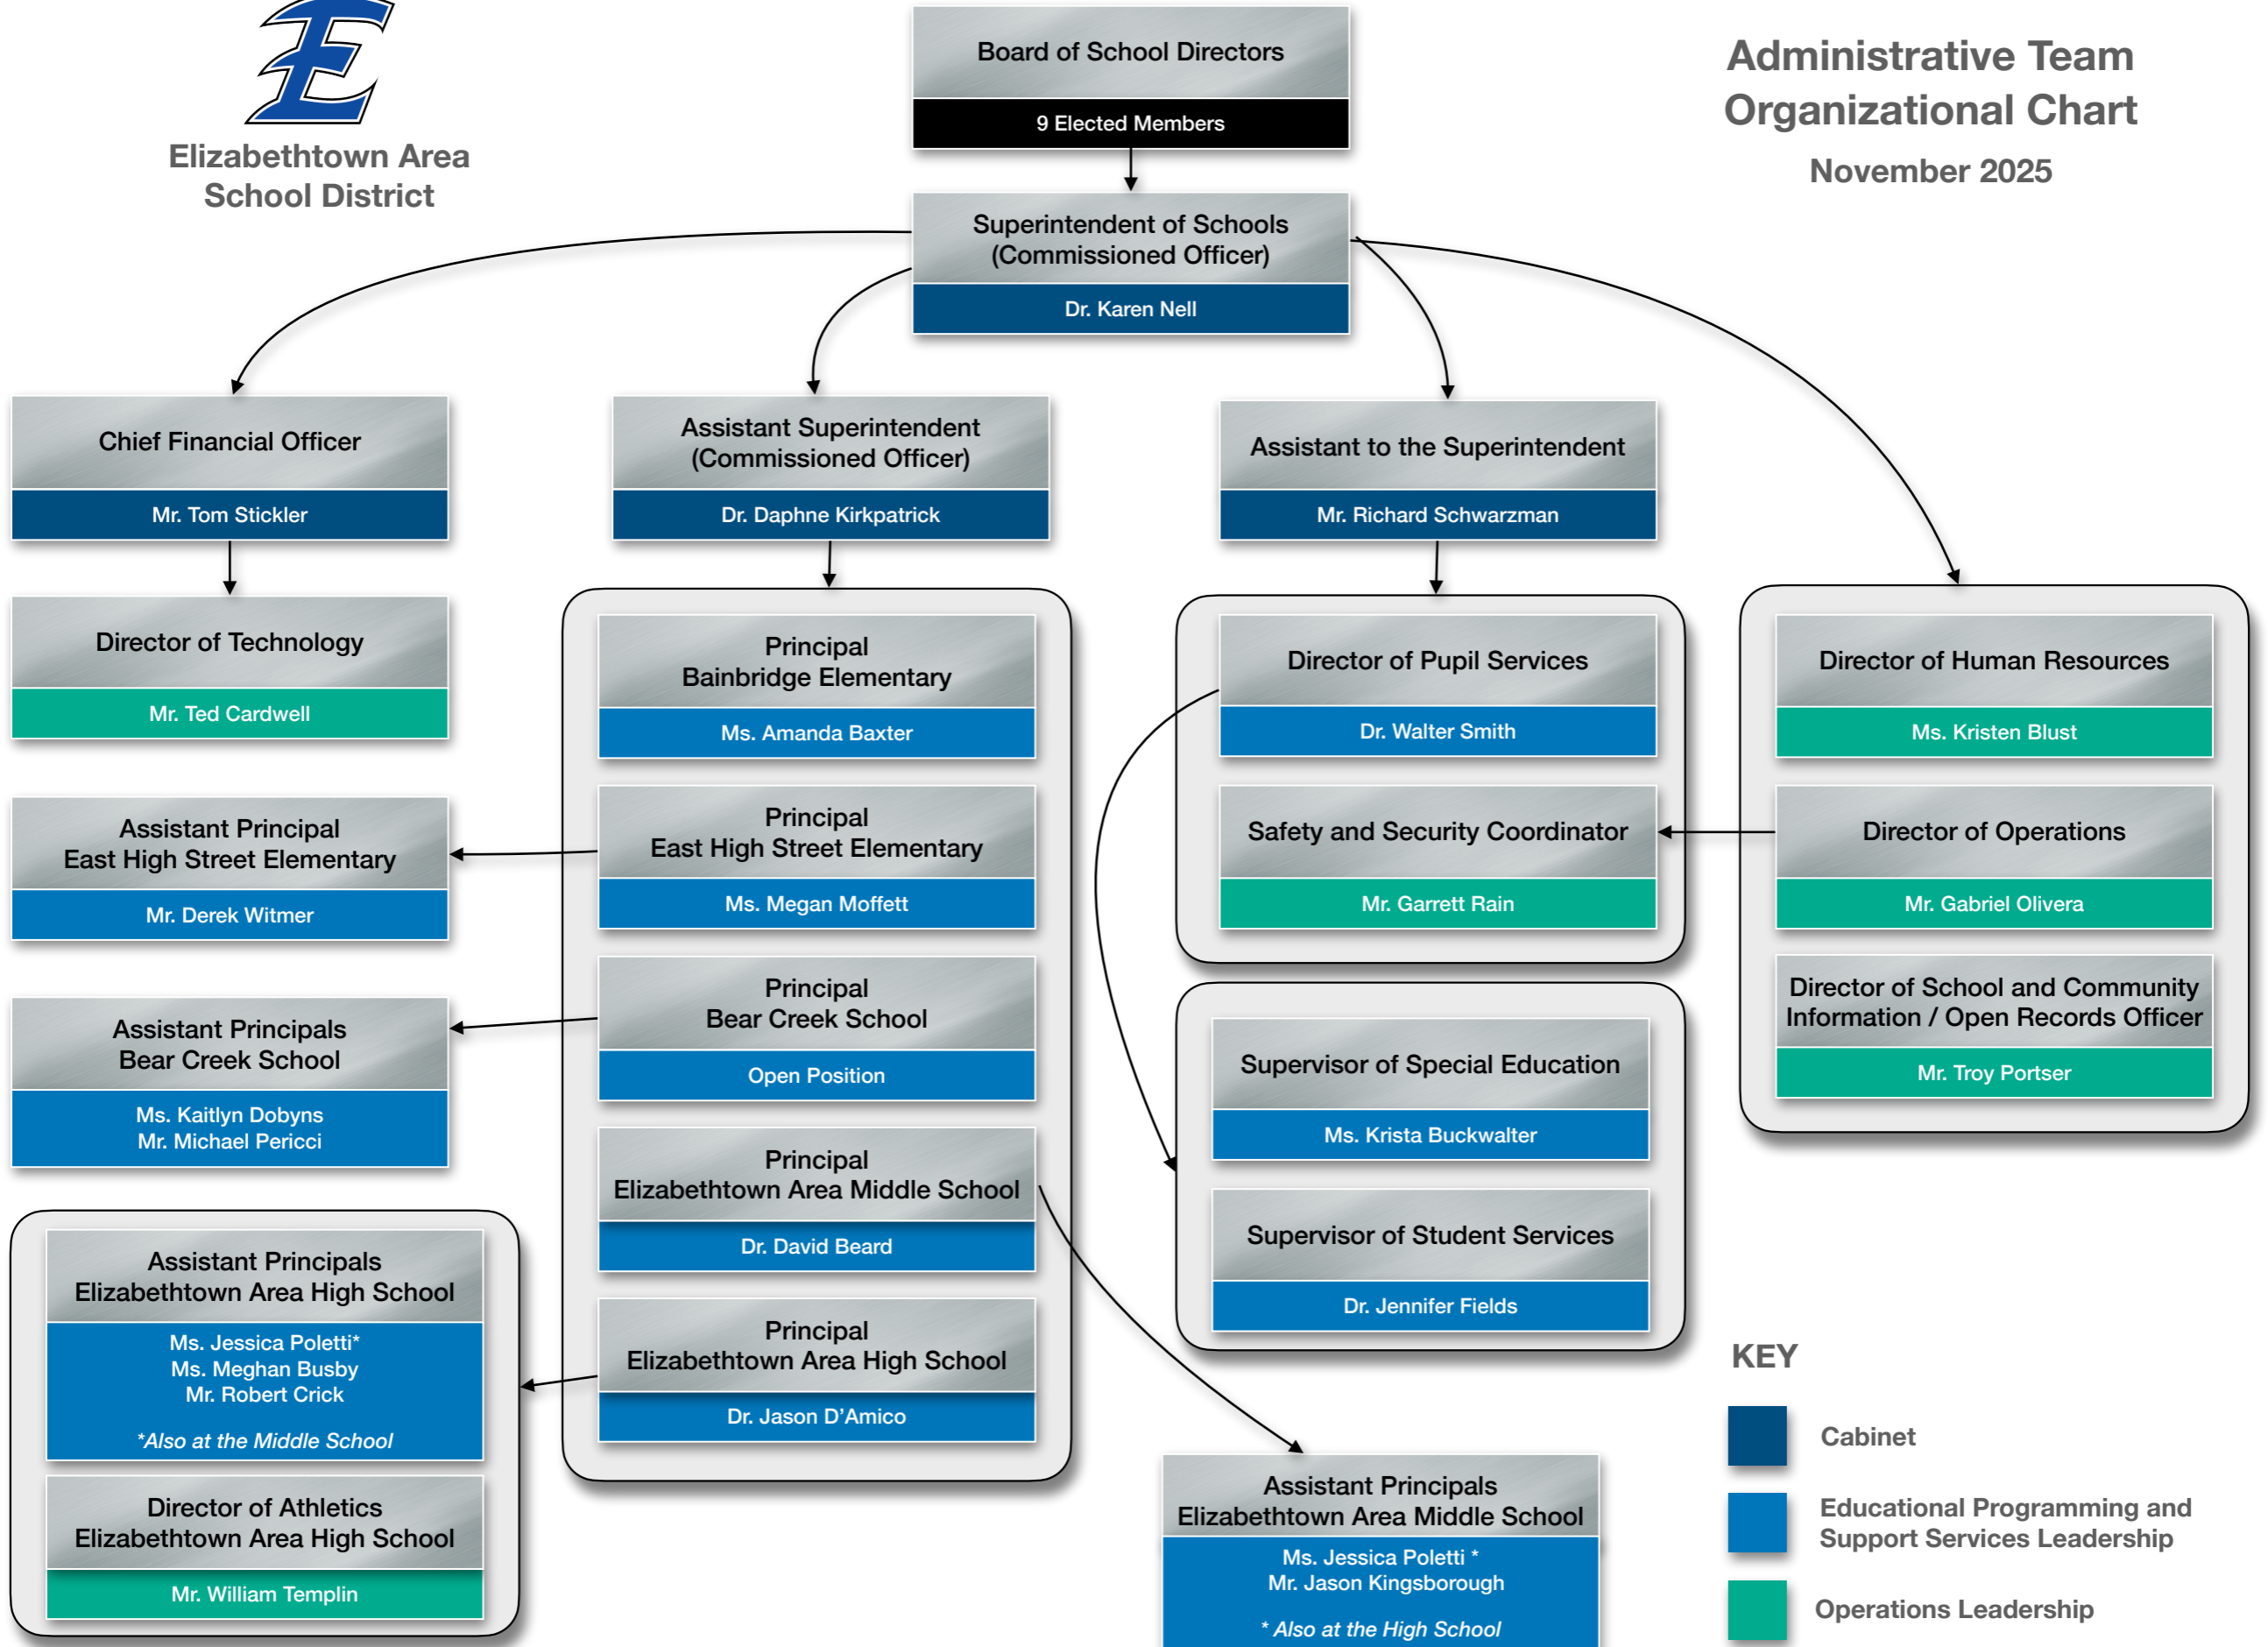 E
Elizabethtown Area
School District
Administrative Team
Organizational Chart
November 2025
Board of School Directors
9 Elected Members
Superintendent of Schools
(Commissioned Officer)
Dr. Karen Nell
Chief Financial Officer
Mr. Tom Stickler
Assistant Superintendent
(Commissioned Officer)
Dr. Daphne Kirkpatrick
Assistant to the Superintendent
Mr. Richard Schwarzman
Director of Technology
Mr. Ted Cardwell
Assistant Principal
East High Street Elementary
Mr. Derek Witmer
Assistant Principals
Bear Creek School
Ms. Kaitlyn Dobyns
Mr. Michael Pericci
Assistant Principals
Elizabethtown Area High School
Ms. Jessica Poletti*
Ms. Meghan Busby
Mr. Robert Crick
*Also at the Middle School
Director of Athletics
Elizabethtown Area High School
Mr. William Templin
Principal
Bainbridge Elementary
Ms. Amanda Baxter
Principal
East High Street Elementary
Ms. Megan Moffett
Principal
Bear Creek School
Open Position
Principal
Elizabethtown Area Middle School
Dr. David Beard
Principal
Elizabethtown Area High School
Dr. Jason D'Amico
Director of Pupil Services
Dr. Walter Smith
Safety and Security Coordinator
Mr. Garrett Rain
Supervisor of Special Education
Ms. Krista Buckwalter
Supervisor of Student Services
Dr. Jennifer Fields
Assistant Principals
Elizabethtown Area Middle School
Ms. Jessica Poletti *
Mr. Jason Kingsborough
* Also at the High School
Director of Human Resources
Ms. Kristen Blust
Director of Operations
Mr. Gabriel Olivera
Director of School and Community
Information / Open Records Officer
Mr. Troy Portser
KEY
Cabinet
Educational Programming and
Support Services Leadership
Operations Leadership